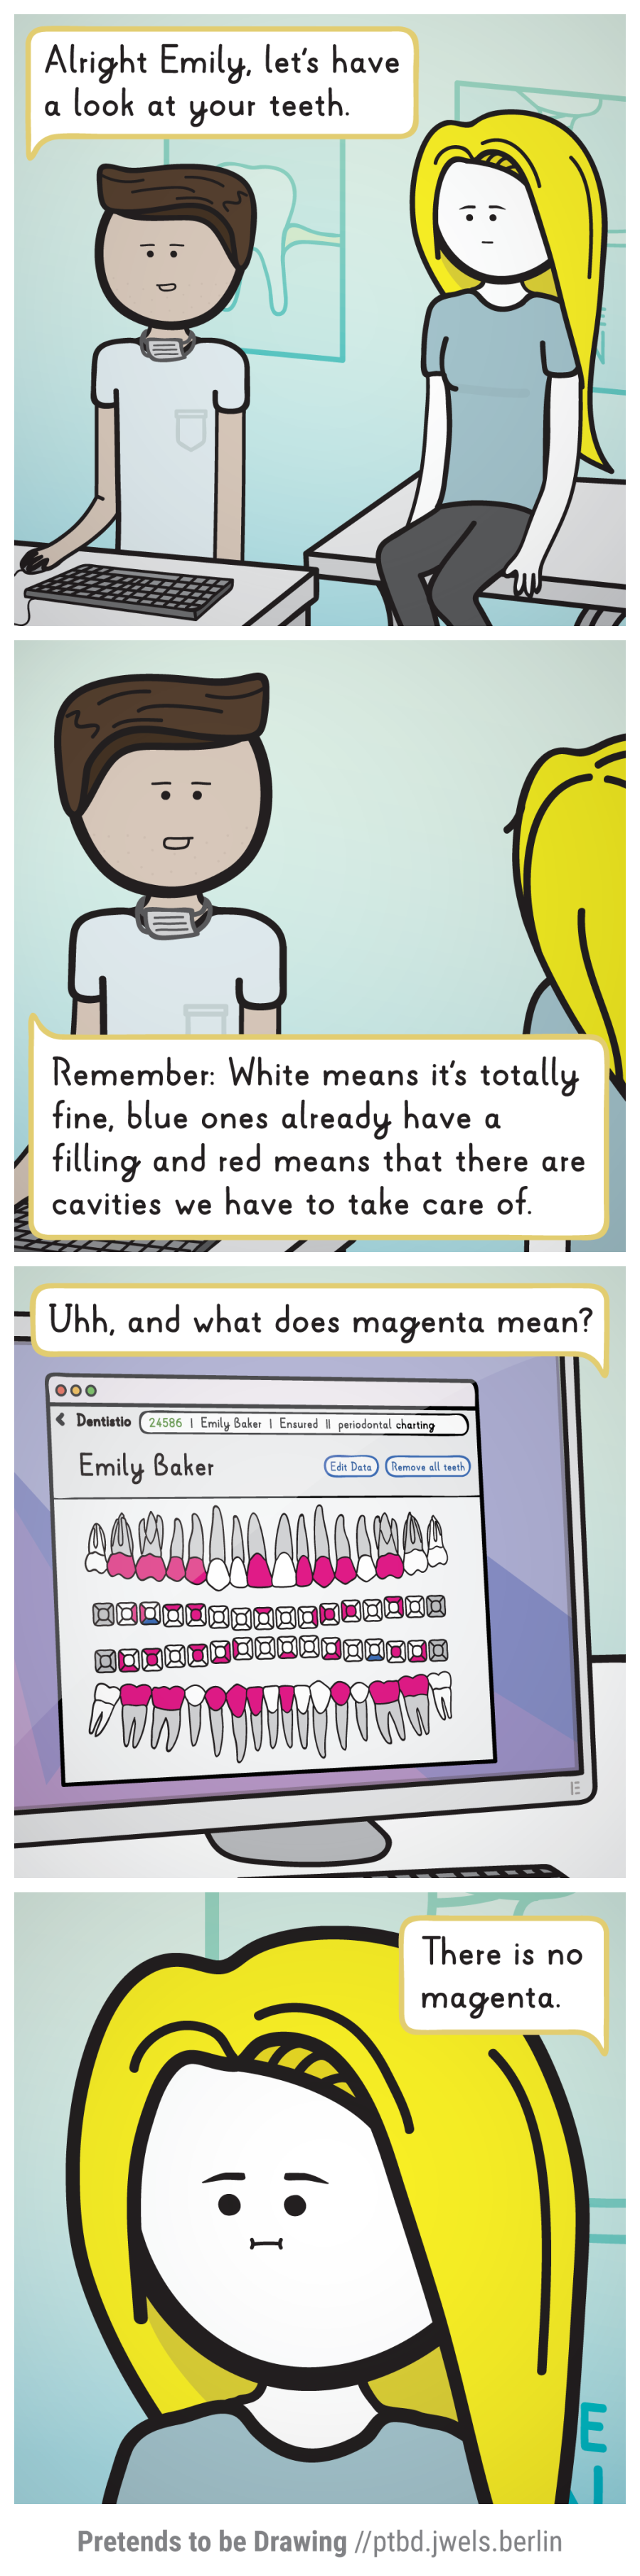 Alright Emily, let's have
a look at your teeth.
Remember: White means it's totally
fine, blue ones already have a
filling and red means that there are
cavities we have to take care of.
Uhh, and what does magenta mean?
< Dentistio 24586 | Emily Baker | Ensured || periodontal charting
Emily Baker Edit Data Remove all teeth
E
There is no
magenta.
E
Pretends to be Drawing //ptbd.jwels.berlin